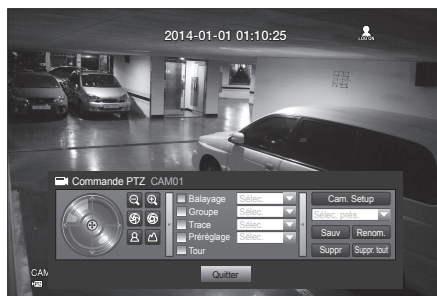 2014-01-01 01:10:25
LOG ON
Commande PTZ CAM01
Balayage Sélec. Cam. Setup
Groupe Sélec. Sélec. prés.
Trace Sélec. Sauv Renom.
Préréglage Sélec. Suppr Suppr. tout
Tour
Quitter
CAM